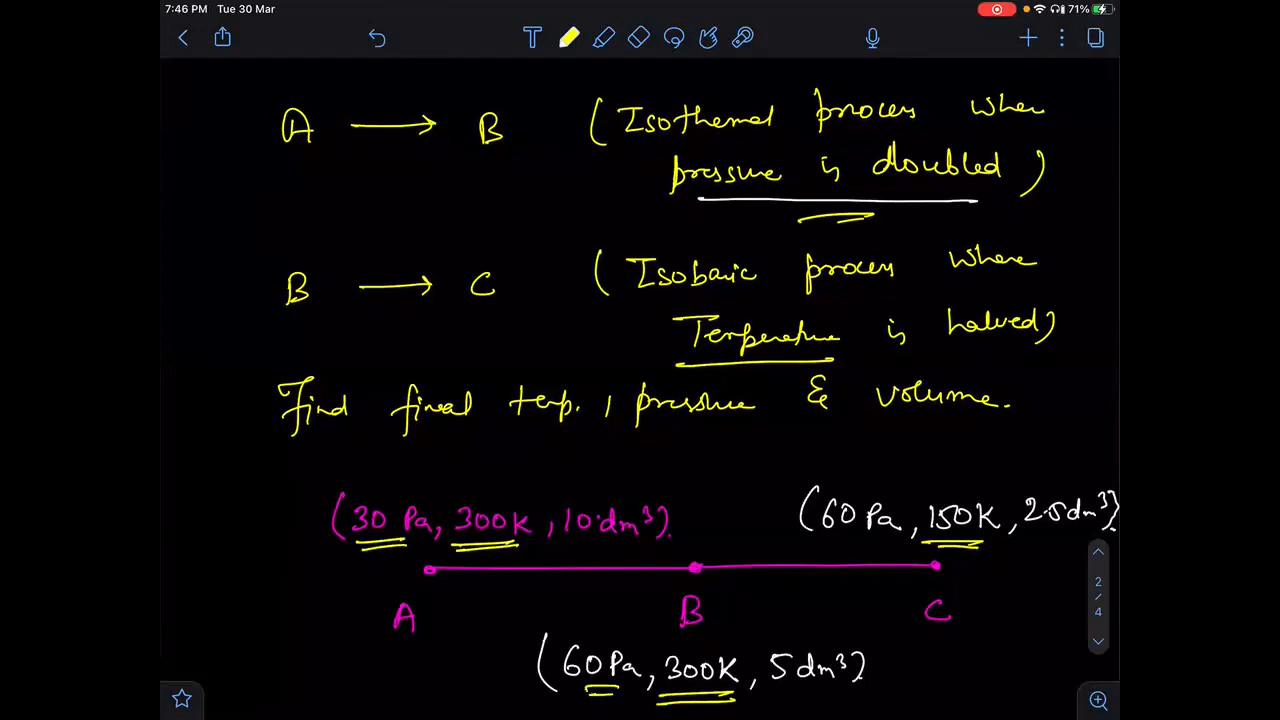 7:46 PM Tue 30 Mar
71%
T
A → B (Isothermal process where
pressure is doubled)
B → C (Isobaric process where
Temperature is halved)
Find final temp., pressure & volume.
(30 Pa, 300K, 10 dm³)
(60 Pa, 150K, 2.5 dm³)
A
B
C
(60 Pa, 300K, 5 dm³)
2
/
4